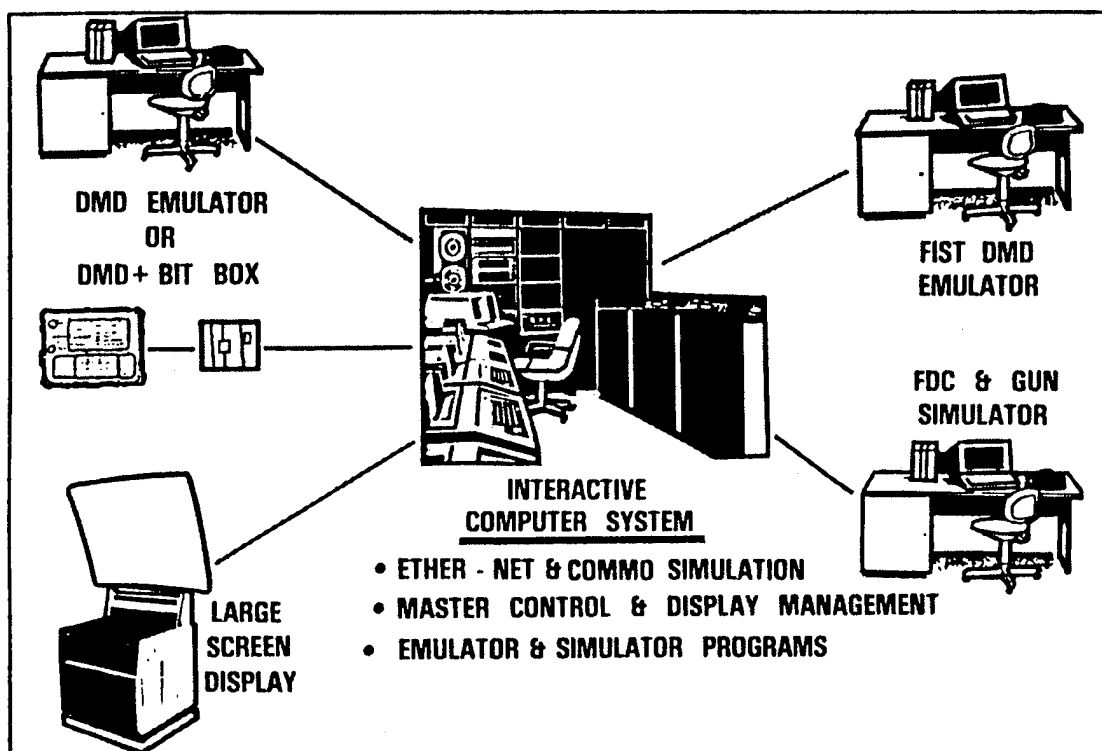 DMD EMULATOR
OR
DMD + BIT BOX
FIST DMD
EMULATOR
FDC & GUN
SIMULATOR
LARGE
SCREEN
DISPLAY
INTERACTIVE
COMPUTER SYSTEM
• ETHER - NET & COMMO SIMULATION
• MASTER CONTROL & DISPLAY MANAGEMENT
• EMULATOR & SIMULATOR PROGRAMS